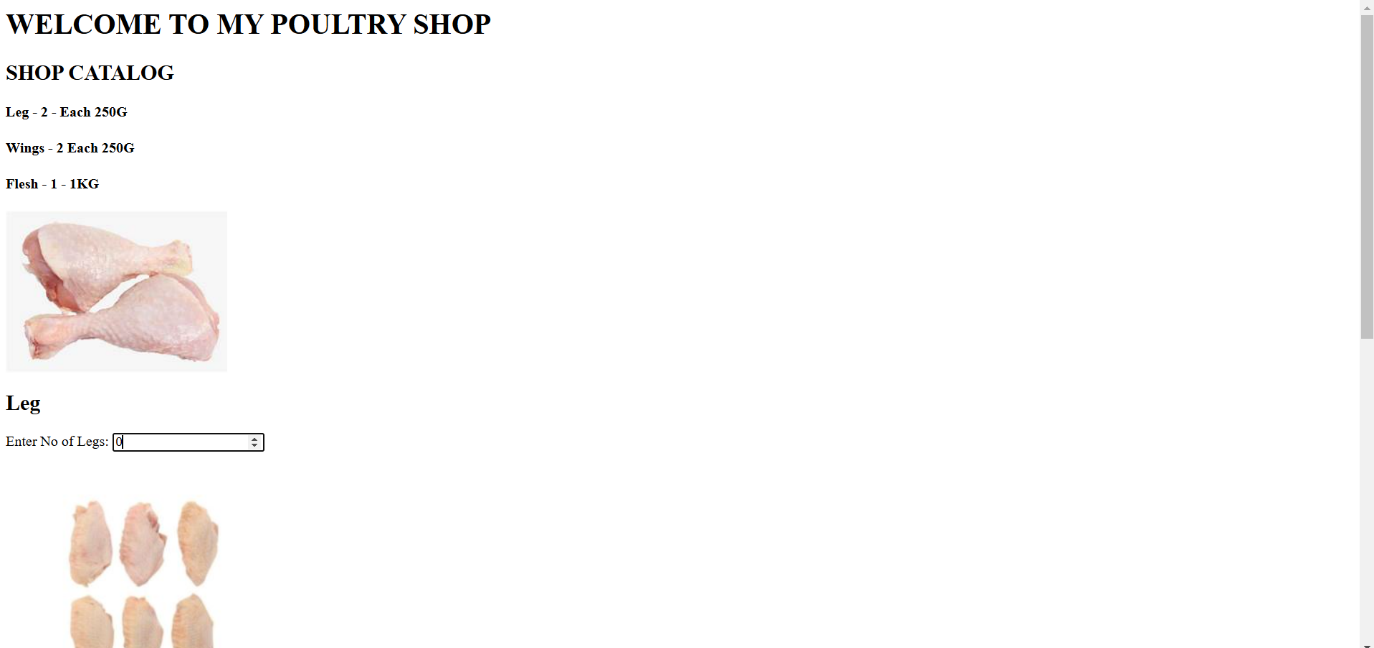 WELCOME TO MY POULTRY SHOP
SHOP CATALOG
Leg - 2 - Each 250G
Wings - 2 Each 250G
Flesh - 1 - 1KG
Leg
Enter No of Legs: 0